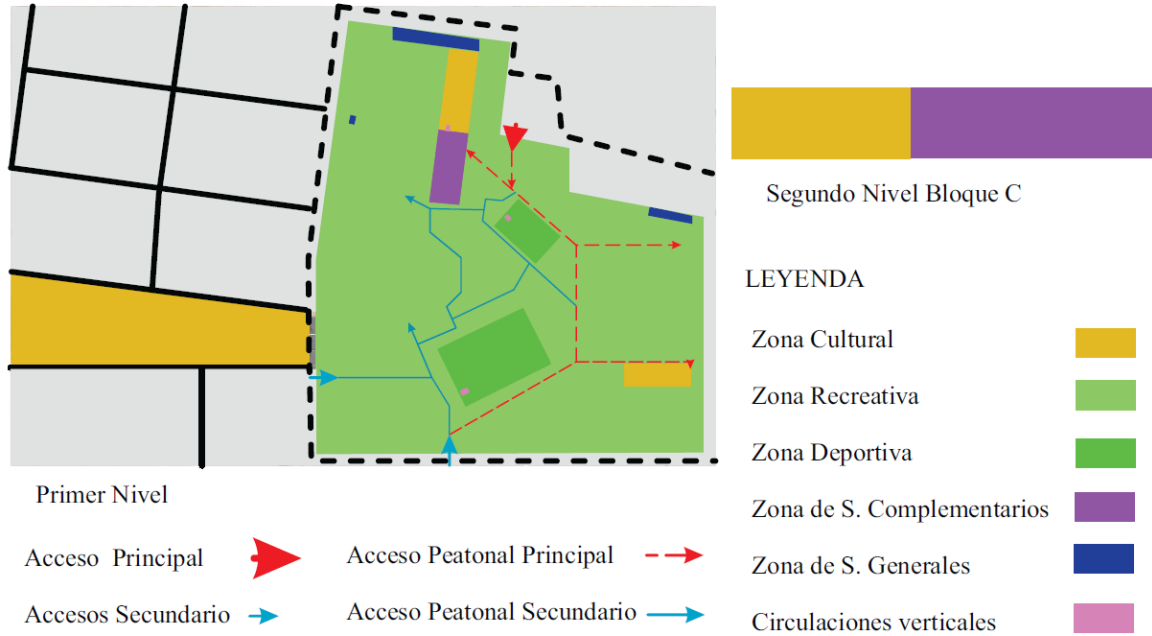 Segundo Nivel Bloque C
LEYENDA
Zona Cultural
Zona Recreativa
Zona Deportiva
Zona de S. Complementarios
Zona de S. Generales
Circulaciones verticales
Primer Nivel
Acceso Principal
Acceso Peatonal Principal
Accesos Secundario
Acceso Peatonal Secundario